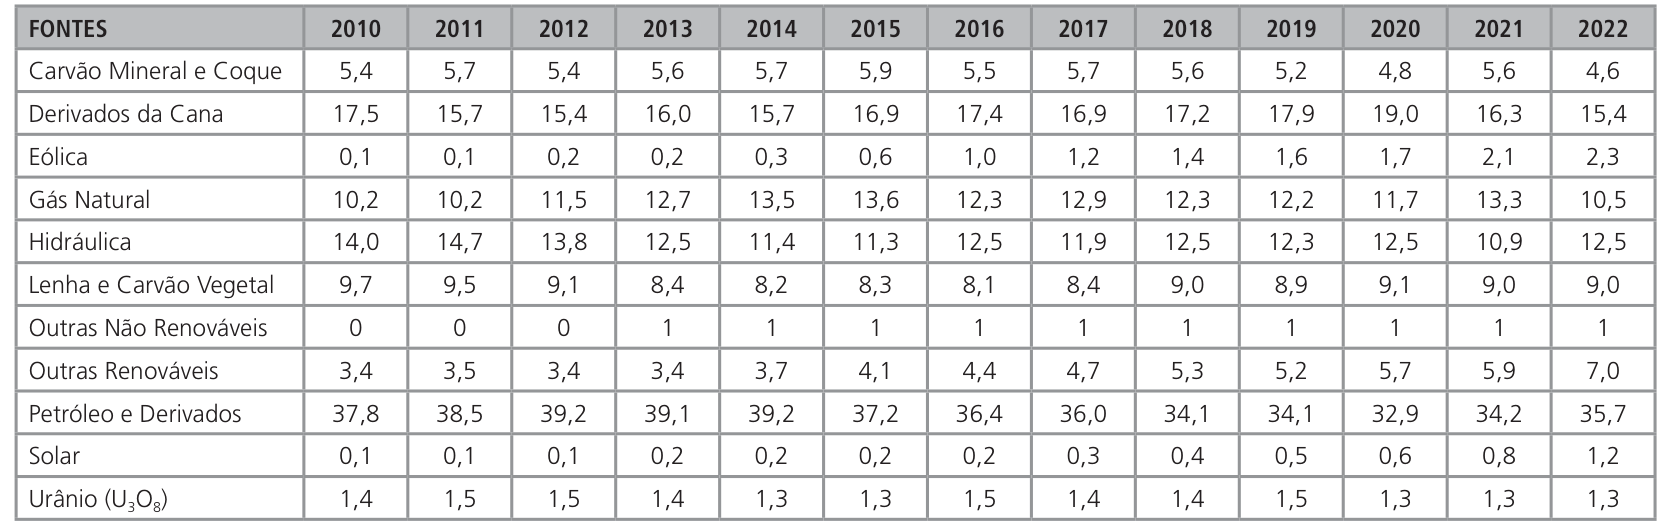 FONTES 2010 2011 2012 2013 2014 2015 2016 2017 2018 2019 2020 2021 2022
Carvão Mineral e Coque 5,4 5,7 5,4 5,6 5,7 5,9 5,5 5,7 5,6 5,2 4,8 5,6 4,6
Derivados da Cana 17,5 15,7 15,4 16,0 15,7 16,9 17,4 16,9 17,2 17,9 19,0 16,3 15,4
Eólica 0,1 0,1 0,2 0,2 0,3 0,6 1,0 1,2 1,4 1,6 1,7 2,1 2,3
Gás Natural 10,2 10,2 11,5 12,7 13,5 13,6 12,3 12,9 12,3 12,2 11,7 13,3 10,5
Hidráulica 14,0 14,7 13,8 12,5 11,4 11,3 12,5 11,9 12,5 12,3 12,5 10,9 12,5
Lenha e Carvão Vegetal 9,7 9,5 9,1 8,4 8,2 8,3 8,1 8,4 9,0 8,9 9,1 9,0 9,0
Outras Não Renováveis 0 0 0 1 1 1 1 1 1 1 1 1 1
Outras Renováveis 3,4 3,5 3,4 3,4 3,7 4,1 4,4 4,7 5,3 5,2 5,7 5,9 7,0
Petróleo e Derivados 37,8 38,5 39,2 39,1 39,2 37,2 36,4 36,0 34,1 34,1 32,9 34,2 35,7
Solar 0,1 0,1 0,1 0,2 0,2 0,2 0,2 0,3 0,4 0,5 0,6 0,8 1,2
Urânio (U₃O₈) 1,4 1,5 1,5 1,4 1,3 1,3 1,5 1,4 1,4 1,5 1,3 1,3 1,3